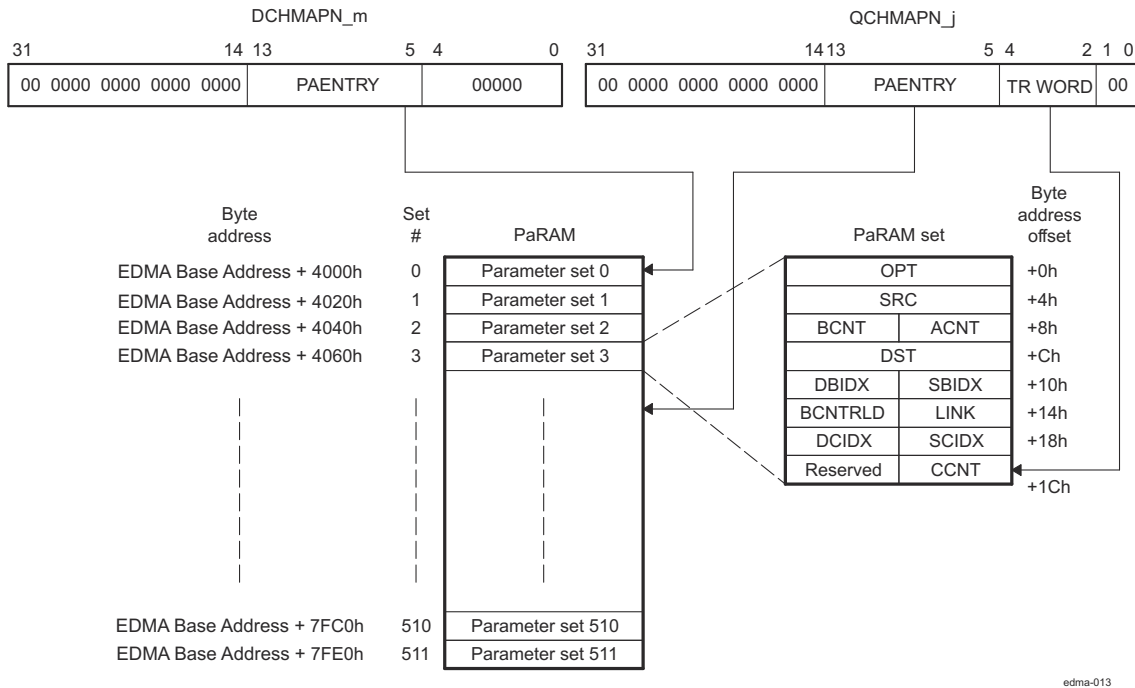 DCHMAPN_m
QCHMAPN_j
31 14 13 5 4 0
31 14 13 5 4 2 1 0
00 0000 0000 0000 0000 PAENTRY 00000
00 0000 0000 0000 0000 PAENTRY TR WORD 00
Byte address
Set #
PaRAM
PaRAM set
Byte address offset
EDMA Base Address + 4000h 0 Parameter set 0
EDMA Base Address + 4020h 1 Parameter set 1
EDMA Base Address + 4040h 2 Parameter set 2
EDMA Base Address + 4060h 3 Parameter set 3
OPT +0h
SRC +4h
BCNT ACNT +8h
DST +Ch
DBIDX SBIDX +10h
BCNTRLD LINK +14h
DCIDX SCIDX +18h
Reserved CCNT +1Ch
EDMA Base Address + 7FC0h 510 Parameter set 510
EDMA Base Address + 7FE0h 511 Parameter set 511
edma-013